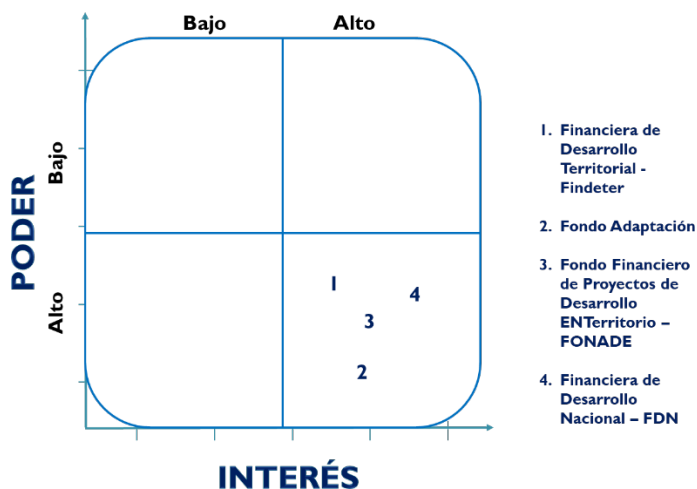 Bajo
Alto
PODER
Bajo
Alto
1
4
3
2
INTERÉS
1. Financiera de
Desarrollo
Territorial -
Findeter
2. Fondo Adaptación
3. Fondo Financiero
de Proyectos de
Desarrollo
ENTerritorio –
FONADE
4. Financiera de
Desarrollo
Nacional – FDN